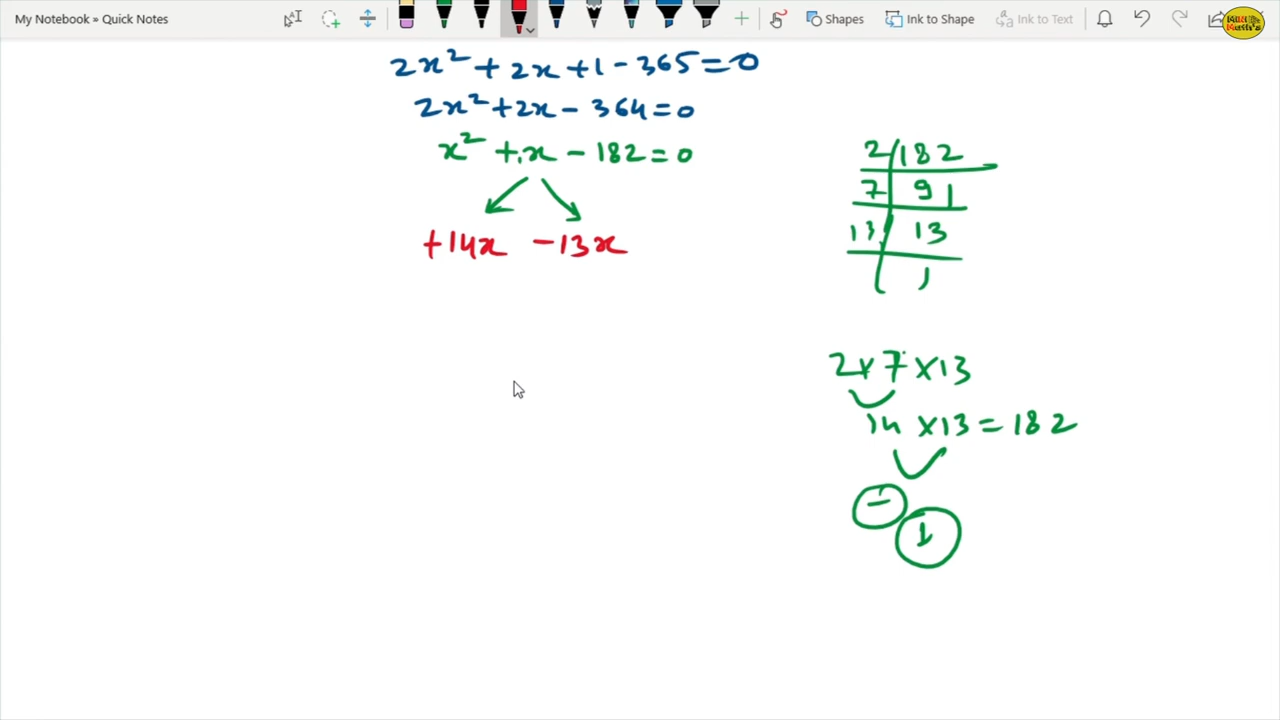 My Notebook » Quick Notes
Shapes Ink to Shape Ink to Text
2x² + 2x + 1 - 365 = 0
2x² + 2x - 364 = 0
x² + x - 182 = 0
+14x -13x
2 182
7 91
13 13
1
2 x 7 x 13
14 x 13 = 182
-
1